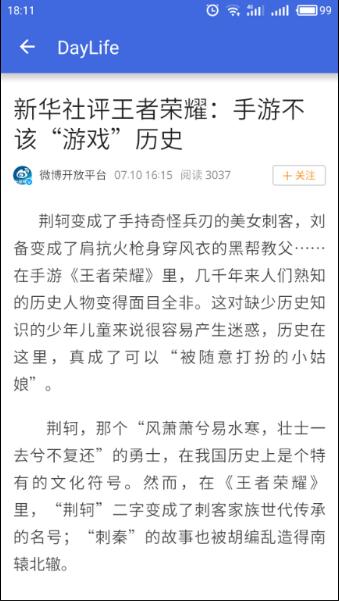 18:11
4G
99
DayLife
新华社评王者荣耀：手游不
该“游戏”历史
微博开放平台 07.10 16:15 阅读 3037
＋关注
荆轲变成了手持奇怪兵刃的美女刺客，刘
备变成了肩抗火枪身穿风衣的黑帮教父……
在手游《王者荣耀》里，几千年来人们熟知
的历史人物变得面目全非。这对缺少历史知
识的少年儿童来说很容易产生迷惑，历史在
这里，真成了可以“被随意打扮的小姑
娘”。
荆轲，那个“风萧萧兮易水寒，壮士一
去兮不复还”的勇士，在我国历史上是个特
有的文化符号。然而，在《王者荣耀》
里，“荆轲”二字变成了刺客家族世代传承
的名号；“刺秦”的故事也被胡编乱造得南
辕北辙。